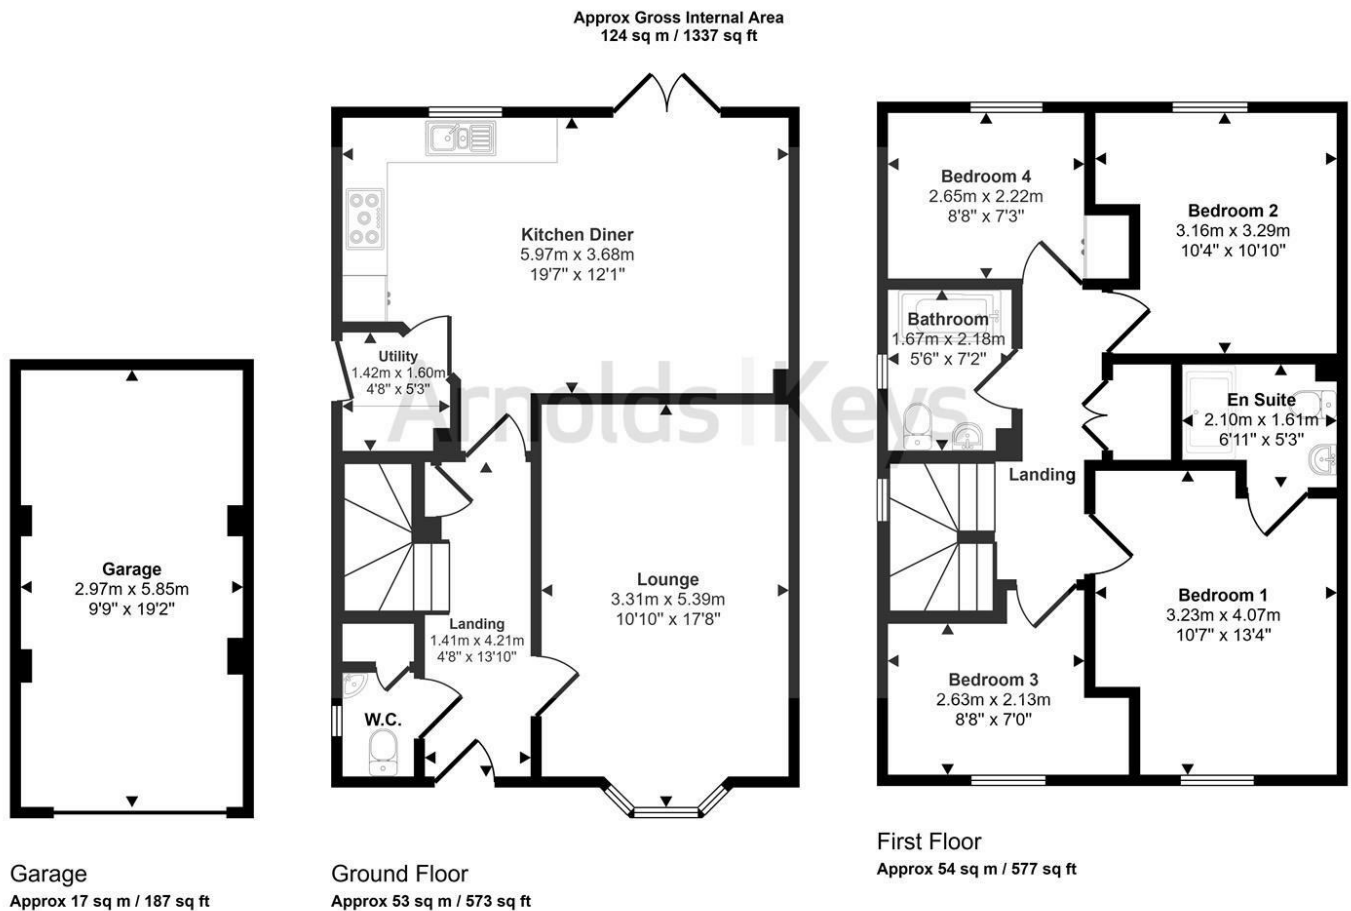 Approx Gross Internal Area
124 sq m / 1337 sq ft
Kitchen Diner
5.97m x 3.68m
19'7" x 12'1"
Utility
1.42m x 1.60m
4'8" x 5'3"
Lounge
3.31m x 5.39m
10'10" x 17'8"
Landing
1.41m x 4.21m
4'8" x 13'10"
W.C.
Garage
2.97m x 5.85m
9'9" x 19'2"
Bedroom 4
2.65m x 2.22m
8'8" x 7'3"
Bedroom 2
3.16m x 3.29m
10'4" x 10'10"
Bathroom
1.67m x 2.18m
5'6" x 7'2"
En Suite
2.10m x 1.61m
6'11" x 5'3"
Landing
Bedroom 1
3.23m x 4.07m
10'7" x 13'4"
Bedroom 3
2.63m x 2.13m
8'8" x 7'0"
Arnolds | Keys
Garage
Approx 17 sq m / 187 sq ft
Ground Floor
Approx 53 sq m / 573 sq ft
First Floor
Approx 54 sq m / 577 sq ft